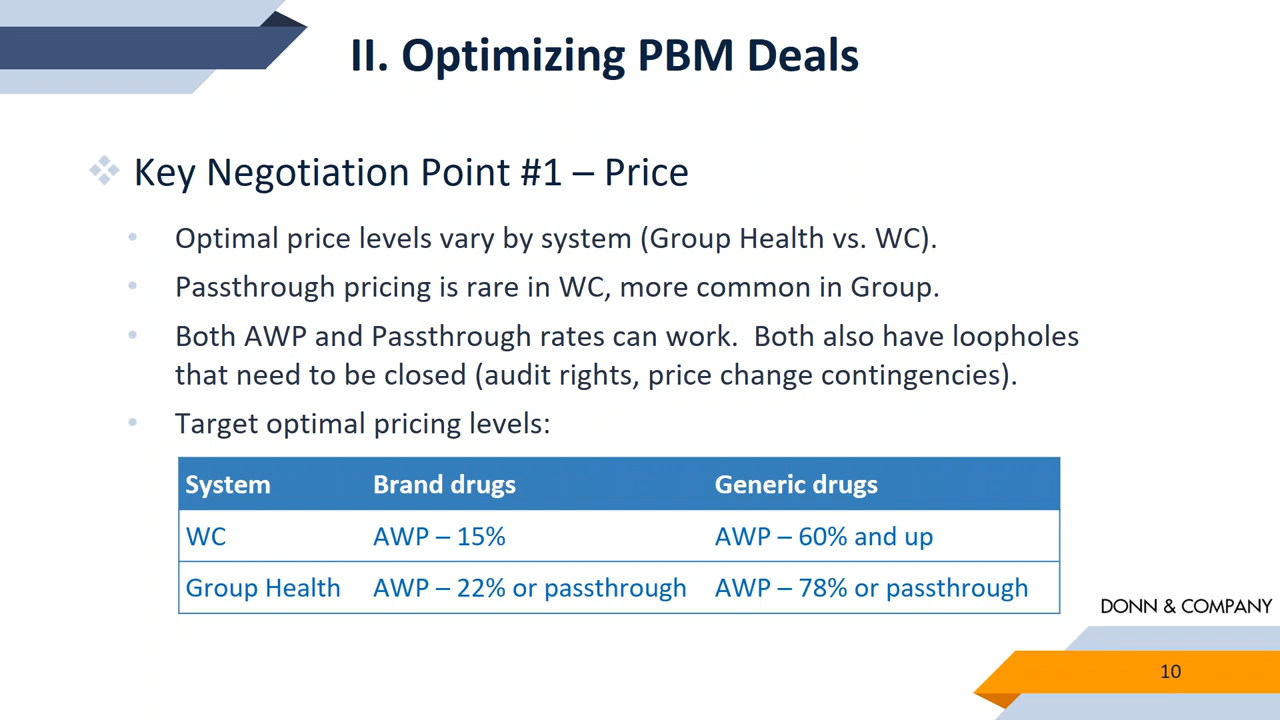 II. Optimizing PBM Deals
Key Negotiation Point #1 – Price
Optimal price levels vary by system (Group Health vs. WC).
Passthrough pricing is rare in WC, more common in Group.
Both AWP and Passthrough rates can work.  Both also have loopholes
that need to be closed (audit rights, price change contingencies).
Target optimal pricing levels:
System Brand drugs Generic drugs
WC AWP – 15% AWP – 60% and up
Group Health AWP – 22% or passthrough AWP – 78% or passthrough
DONN & COMPANY
10